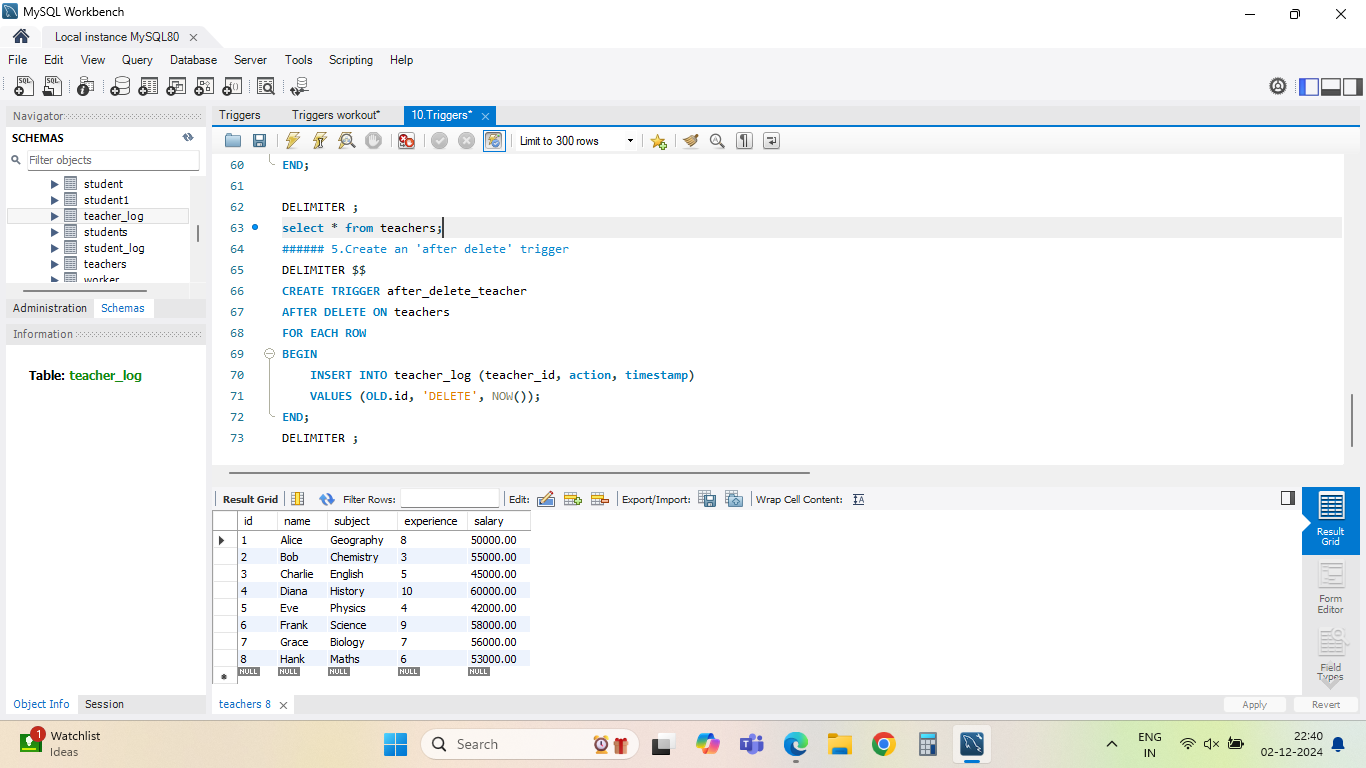 MySQL Workbench
Local instance MySQL80
File Edit View Query Database Server Tools Scripting Help
Navigator
SCHEMAS
Filter objects
student
student1
teacher_log
students
student_log
teachers
worker
Administration Schemas
Information
Table: teacher_log
Object Info Session
Triggers Triggers workout* 10.Triggers*
Limit to 300 rows
60 END;
61
62 DELIMITER ;
63 select * from teachers;
64 ###### 5.Create an 'after delete' trigger
65 DELIMITER $$
66 CREATE TRIGGER after_delete_teacher
67 AFTER DELETE ON teachers
68 FOR EACH ROW
69 BEGIN
70 INSERT INTO teacher_log (teacher_id, action, timestamp)
71 VALUES (OLD.id, 'DELETE', NOW());
72 END;
73 DELIMITER ;
Result Grid Filter Rows: Edit: Export/Import: Wrap Cell Content:
id name subject experience salary
1 Alice Geography 8 50000.00
2 Bob Chemistry 3 55000.00
3 Charlie English 5 45000.00
4 Diana History 10 60000.00
5 Eve Physics 4 42000.00
6 Frank Science 9 58000.00
7 Grace Biology 7 56000.00
8 Hank Maths 6 53000.00
NULL NULL NULL NULL NULL
Result
Grid
Form
Editor
Field
Types
teachers 8
Apply Revert
1
Watchlist
Ideas
Search
ENG
IN
22:40
02-12-2024